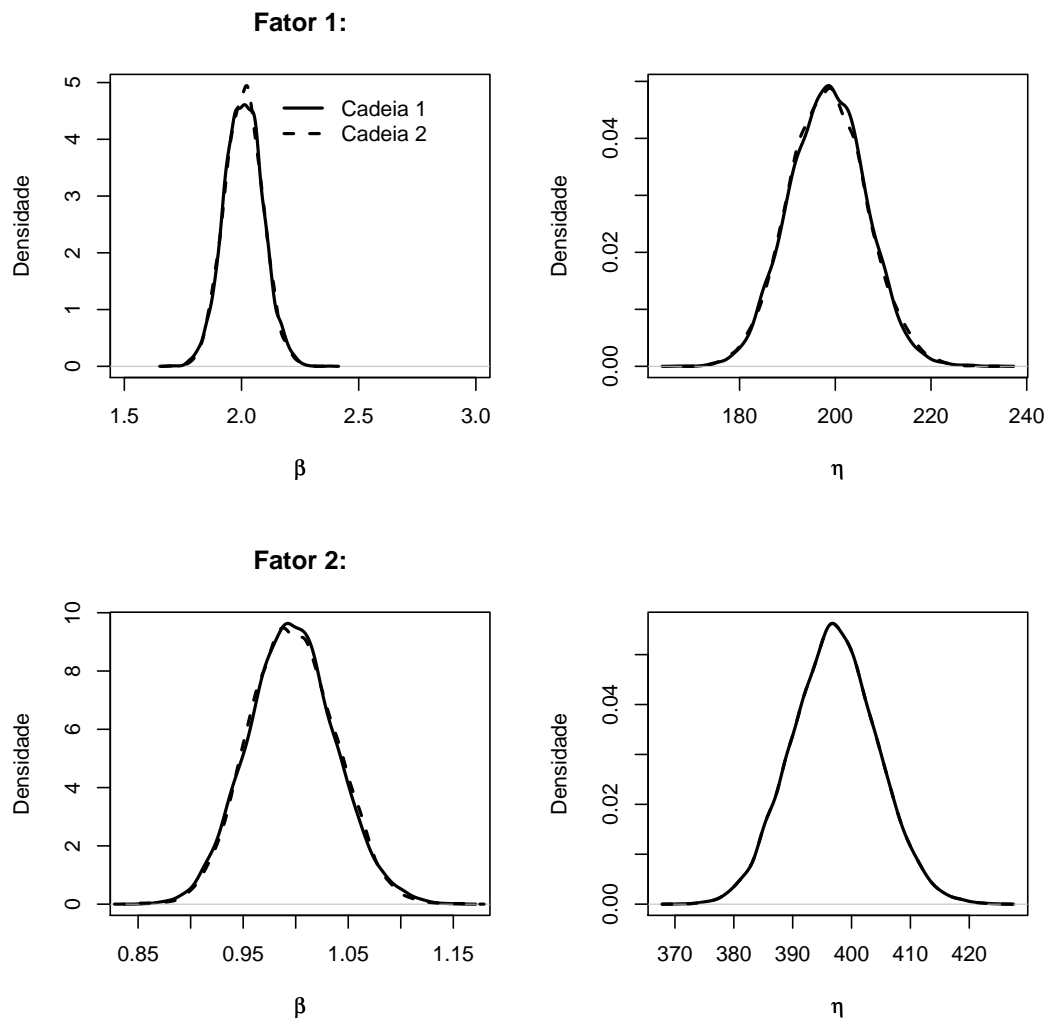 Fator 1:
Densidade
0 1 2 3 4 5
Cadeia 1
Cadeia 2
1.5 2.0 2.5 3.0
β
Densidade
0.00 0.02 0.04
180 200 220 240
η
Fator 2:
Densidade
0 2 4 6 8 10
0.85 0.95 1.05 1.15
β
Densidade
0.00 0.02 0.04
370 380 390 400 410 420
η